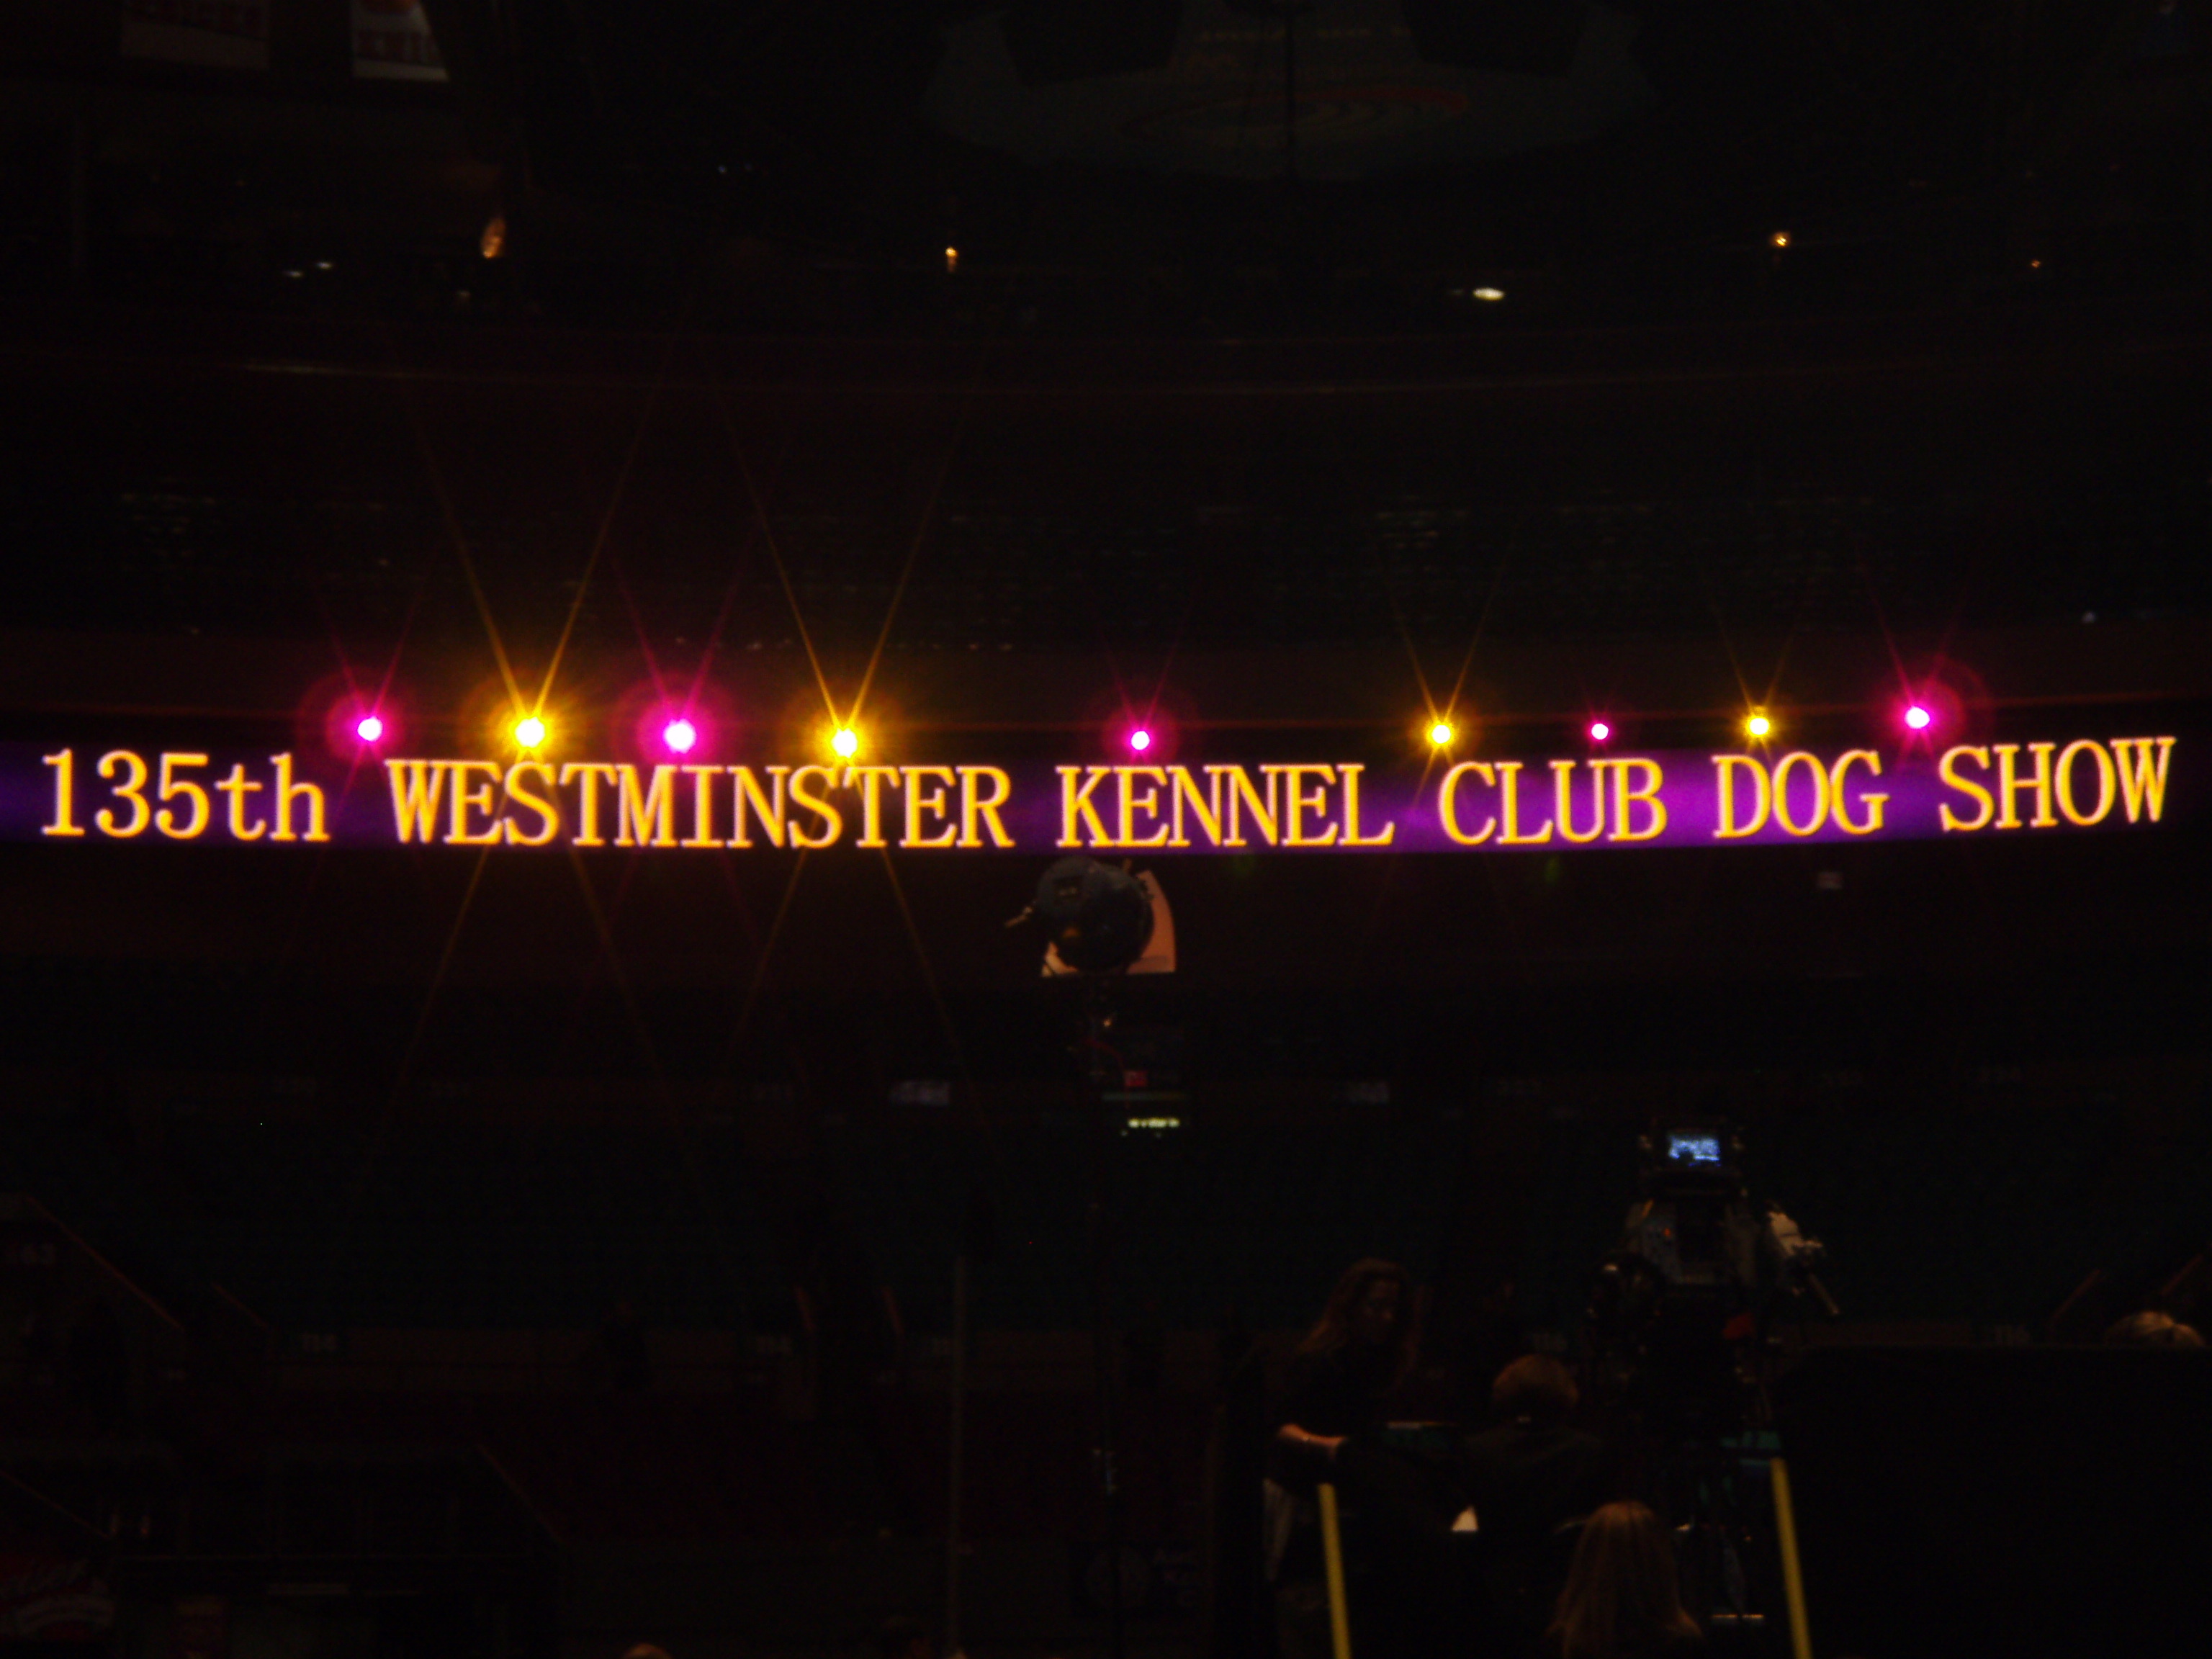 135th WESTMINSTER KENNEL CLUB DOG SHOW